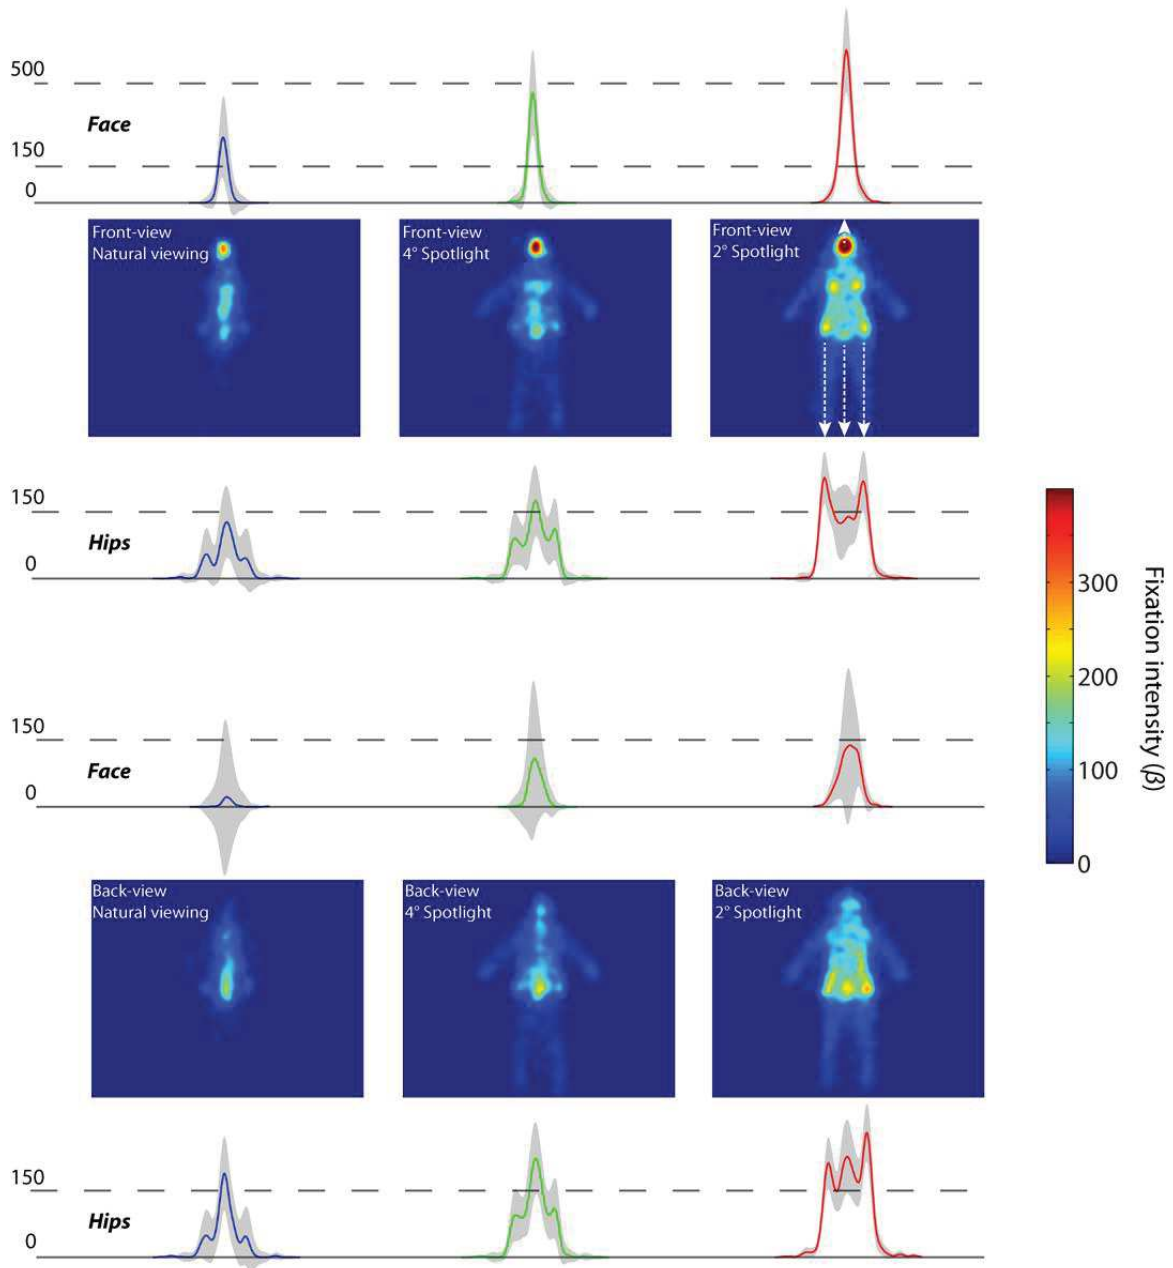 500
Face
150
0
Front-view
Natural viewing
Front-view
4° Spotlight
Front-view
2° Spotlight
150
Hips
0
300
200
100
0
Fixation intensity (β)
150
Face
0
Back-view
Natural viewing
Back-view
4° Spotlight
Back-view
2° Spotlight
150
Hips
0